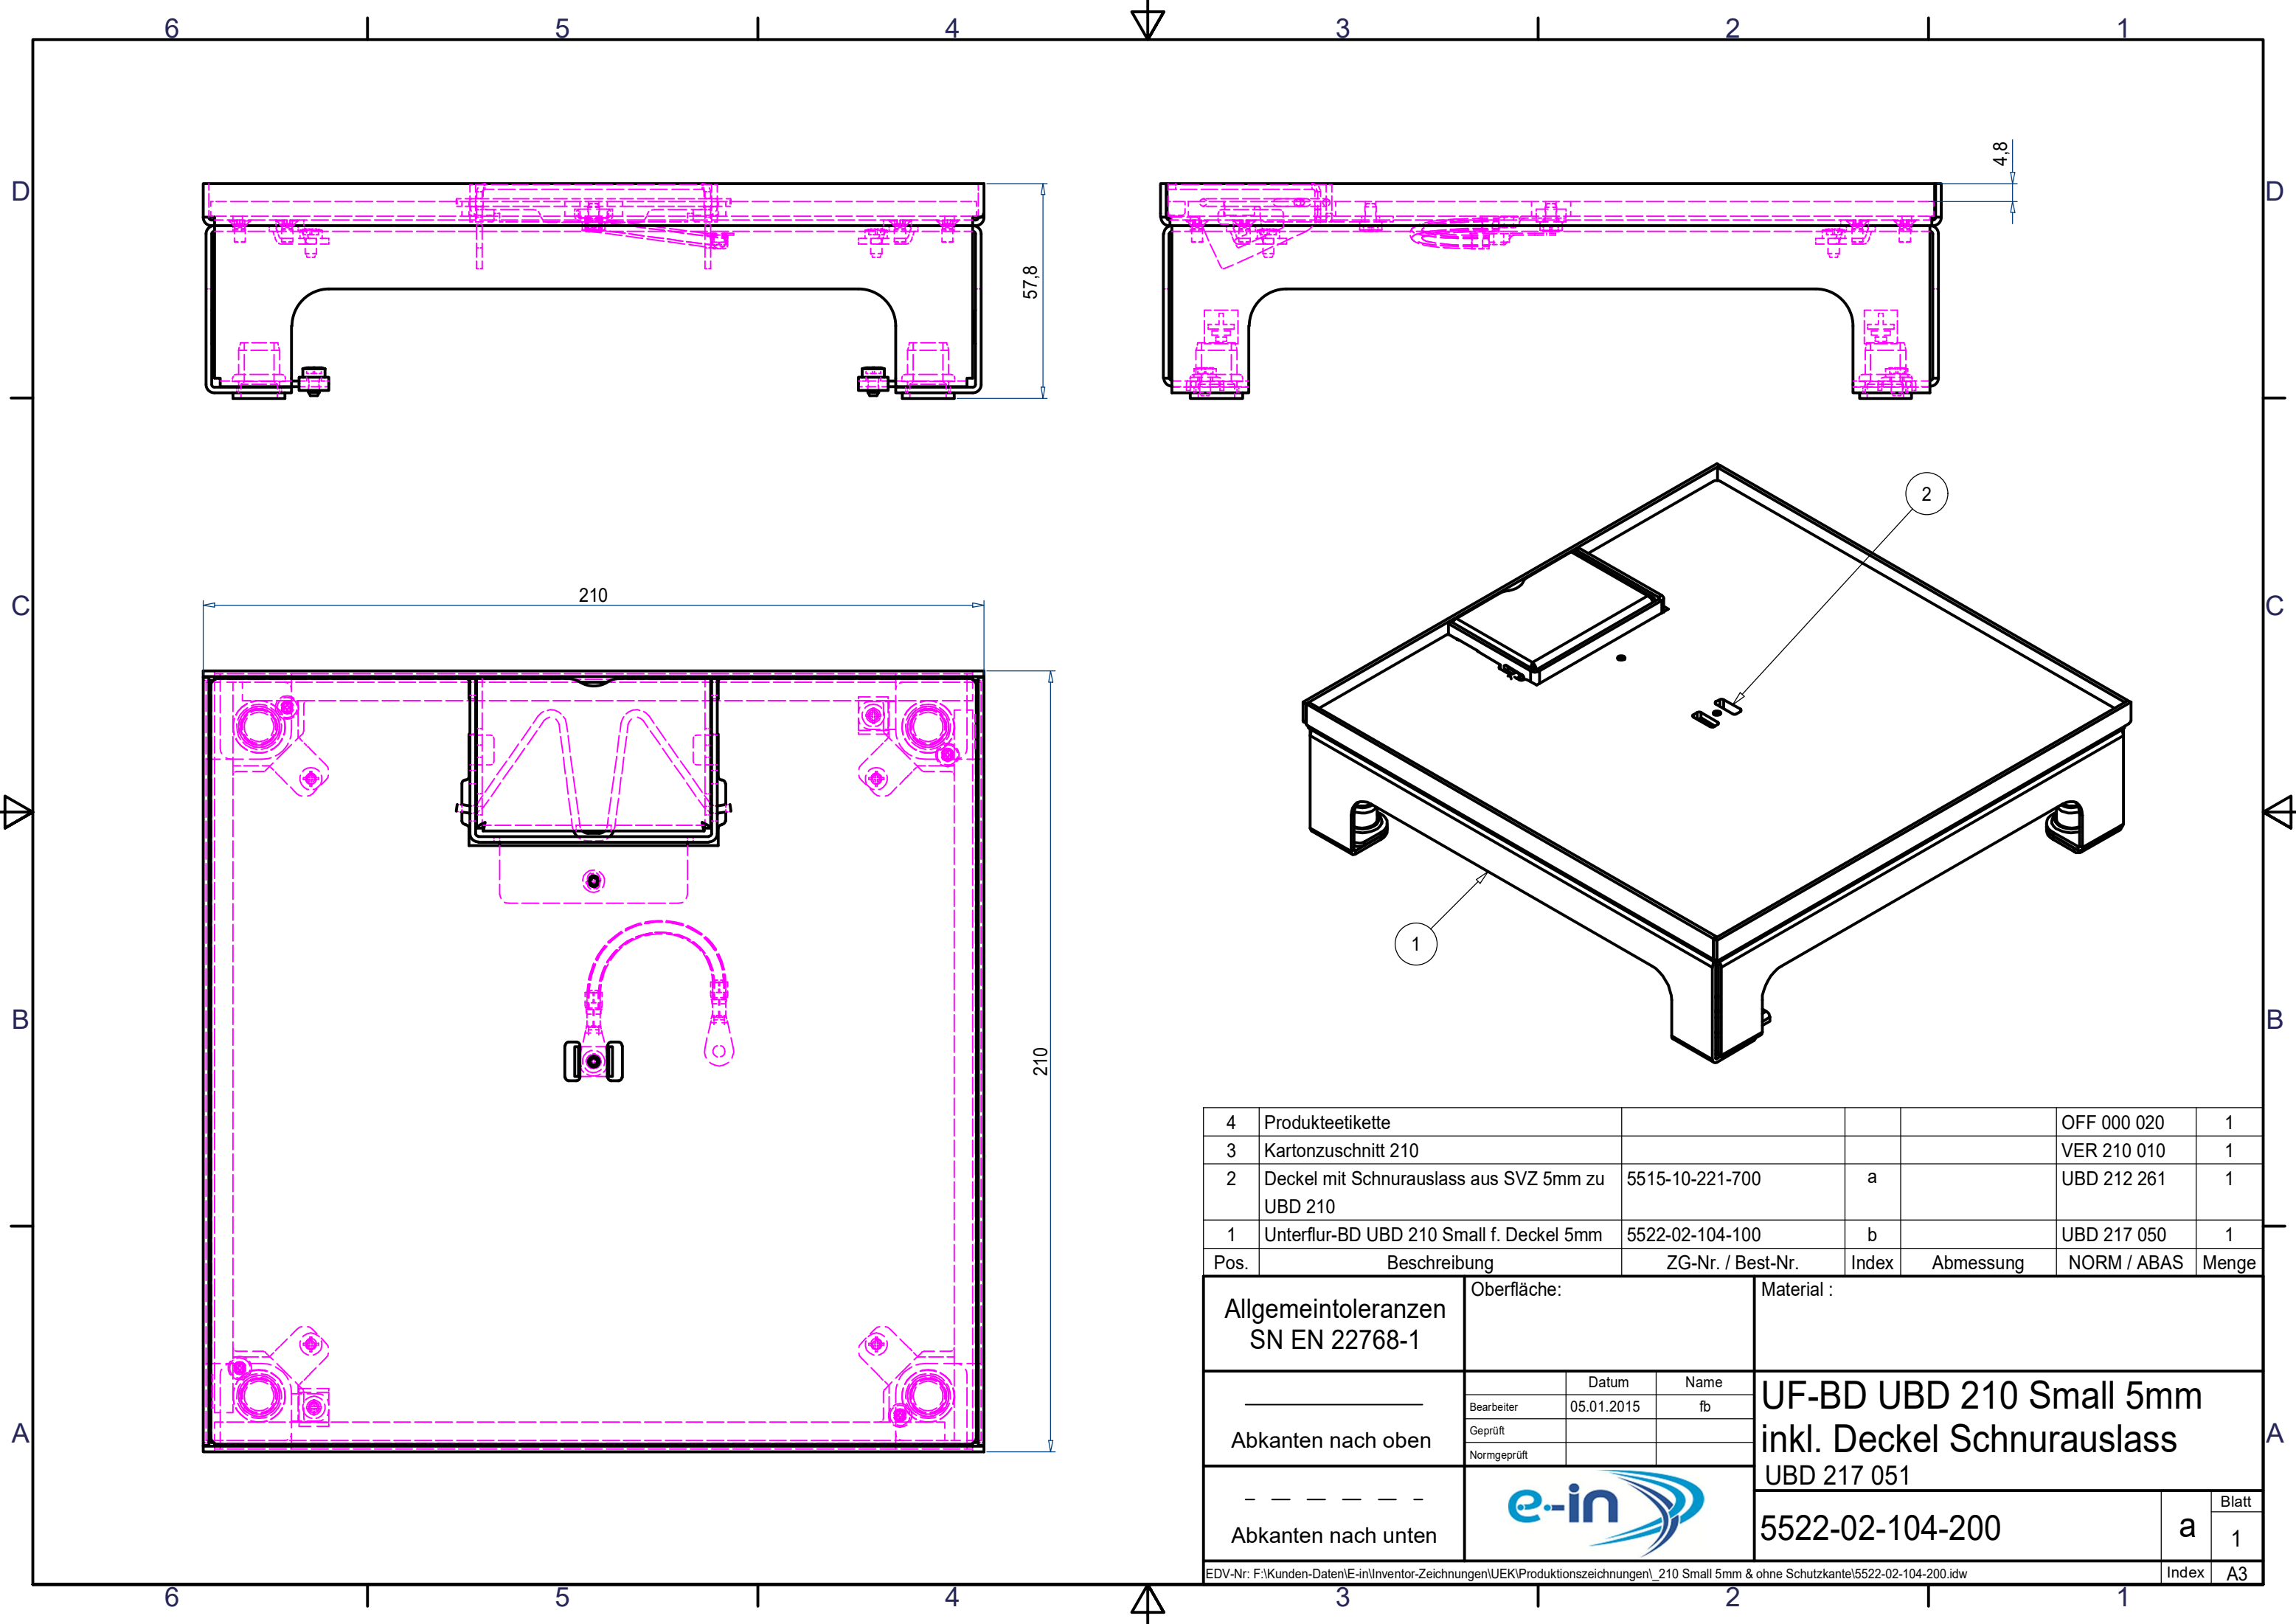 6 5 4 3 2 1
D D
4,8
57,8
2
C C
210
1
B B
210
4 Produkteetikette OFF 000 020 1
3 Kartonzuschnitt 210 VER 210 010 1
2 Deckel mit Schnurauslass aus SVZ 5mm zu 5515-10-221-700 a UBD 212 261 1
UBD 210
1 Unterflur-BD UBD 210 Small f. Deckel 5mm 5522-02-104-100 b UBD 217 050 1
Pos. Beschreibung ZG-Nr. / Best-Nr. Index Abmessung NORM / ABAS Menge
Allgemeintoleranzen
SN EN 22768-1
Oberfläche:
Material :
Abkanten nach oben
Datum Name
Bearbeiter 05.01.2015 fb
Geprüft
Normgeprüft
UF-BD UBD 210 Small 5mm
inkl. Deckel Schnurauslass
UBD 217 051
A A
Abkanten nach unten
e-in
5522-02-104-200
a
Blatt
1
EDV-Nr: F:\Kunden-Daten\E-in\Inventor-Zeichnungen\UEK\Produktionszeichnungen\_210 Small 5mm & ohne Schutzkante\5522-02-104-200.idw
Index A3
6 5 4 3 2 1